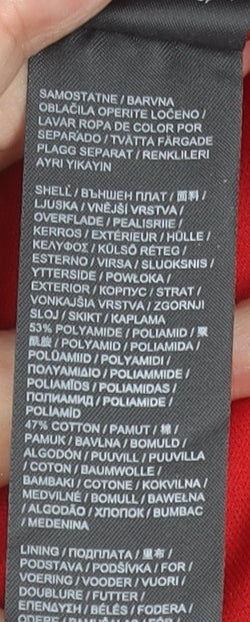 SAMOSTATNE / BARVNA
OBLAČILA OPERITE LOČENO /
LAVAR ROPA DE COLOR POR
SEPARADO / TVÄTTA FÄRGADE
PLAGG SEPARAT / RENKLILERI
AYRI YIKAYIN
SHELL / ВЪНШЕН ПЛАТ / 面料 /
LJUSKA / VNĚJŠÍ VRSTVA /
OVERFLADE / PEALISRIIE /
KERROS / EXTÉRIEUR / HÜLLE /
ΚΕΛΥΦΟΣ / KÜLSŐ RÉTEG /
ESTERNO / VIRSA / SLUOKSNIS /
YTTERSIDE / POWŁOKA /
EXTERIOR / КОРПУС / STRAT /
VONKAJŠIA VRSTVA / ZGORNJI
SLOJ / SKIKT / KAPLAMA
53% POLYAMIDE / POLIAMID / 聚
酰胺 / POLYAMID / POLIAMIDA /
POLÜAMIID / POLYAMIDI /
ΠΟΛΥΑΜΙΔΙΟ / POLIAMMIDE /
POLIAMĪDS / POLIAMIDAS /
ПОЛИАМИД / POLIAMIDE /
POLIAMID
47% COTTON / PAMUT / 棉 /
PAMUK / BAVLNA / BOMULD /
ALGODÓN / PUUVILL / PUUVILLA
/ COTON / BAUMWOLLE /
ΒΑΜΒΑΚΙ / COTONE / KOKVILNA /
MEDVILNĖ / BOMULL / BAWEŁNA
/ ALGODÃO / ХЛОПОК / BUMBAC
/ MEDENINA
LINING / ПОДПЛАТА / 里布 /
PODSTAVA / PODŠÍVKA / FOR /
VOERING / VOODER / VUORI /
DOUBLURE / FUTTER /
ΕΠΕΝΔΥΣΗ / BÉLÉS / FODERA /